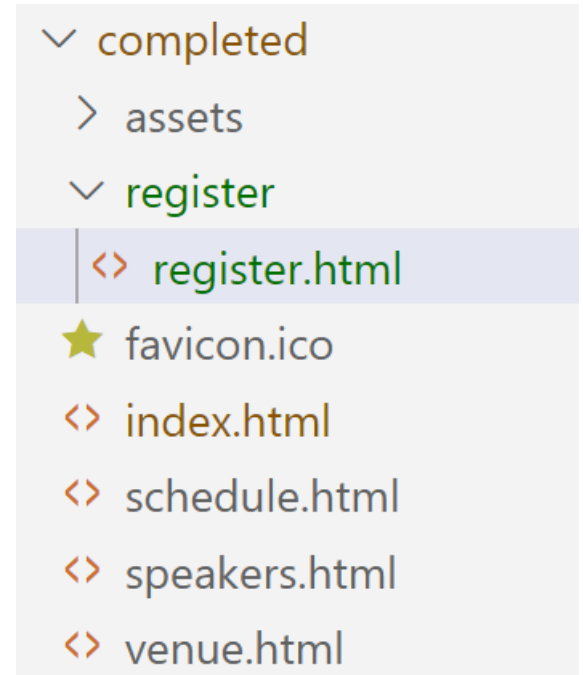 completed
assets
register
register.html
favicon.ico
index.html
schedule.html
speakers.html
venue.html